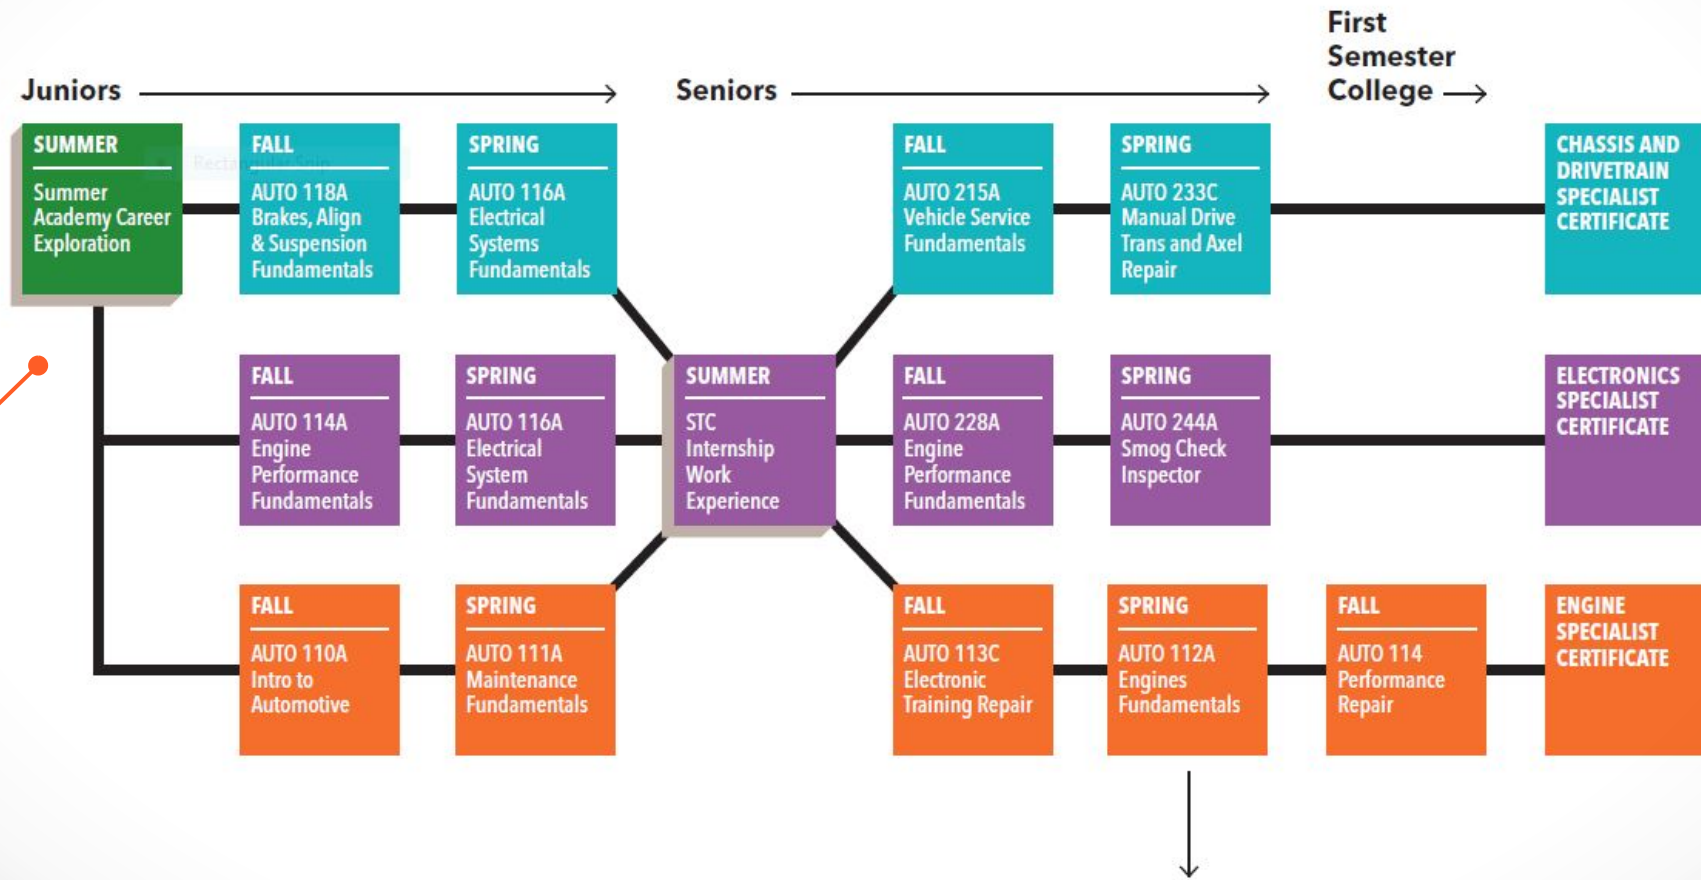 First
Semester
College
Juniors
Seniors
SUMMER
Summer
Academy Career
Exploration
FALL
AUTO 118A
Brakes, Align
& Suspension
Fundamentals
SPRING
AUTO 116A
Electrical
Systems
Fundamentals
FALL
AUTO 215A
Vehicle Service
Fundamentals
SPRING
AUTO 233C
Manual Drive
Trans and Axel
Repair
CHASSIS AND
DRIVETRAIN
SPECIALIST
CERTIFICATE
Rectangular Snip
FALL
AUTO 114A
Engine
Performance
Fundamentals
SPRING
AUTO 116A
Electrical
System
Fundamentals
SUMMER
STC
Internship
Work
Experience
FALL
AUTO 228A
Engine
Performance
Fundamentals
SPRING
AUTO 244A
Smog Check
Inspector
ELECTRONICS
SPECIALIST
CERTIFICATE
FALL
AUTO 110A
Intro to
Automotive
SPRING
AUTO 111A
Maintenance
Fundamentals
FALL
AUTO 113C
Electronic
Training Repair
SPRING
AUTO 112A
Engines
Fundamentals
FALL
AUTO 114
Performance
Repair
ENGINE
SPECIALIST
CERTIFICATE